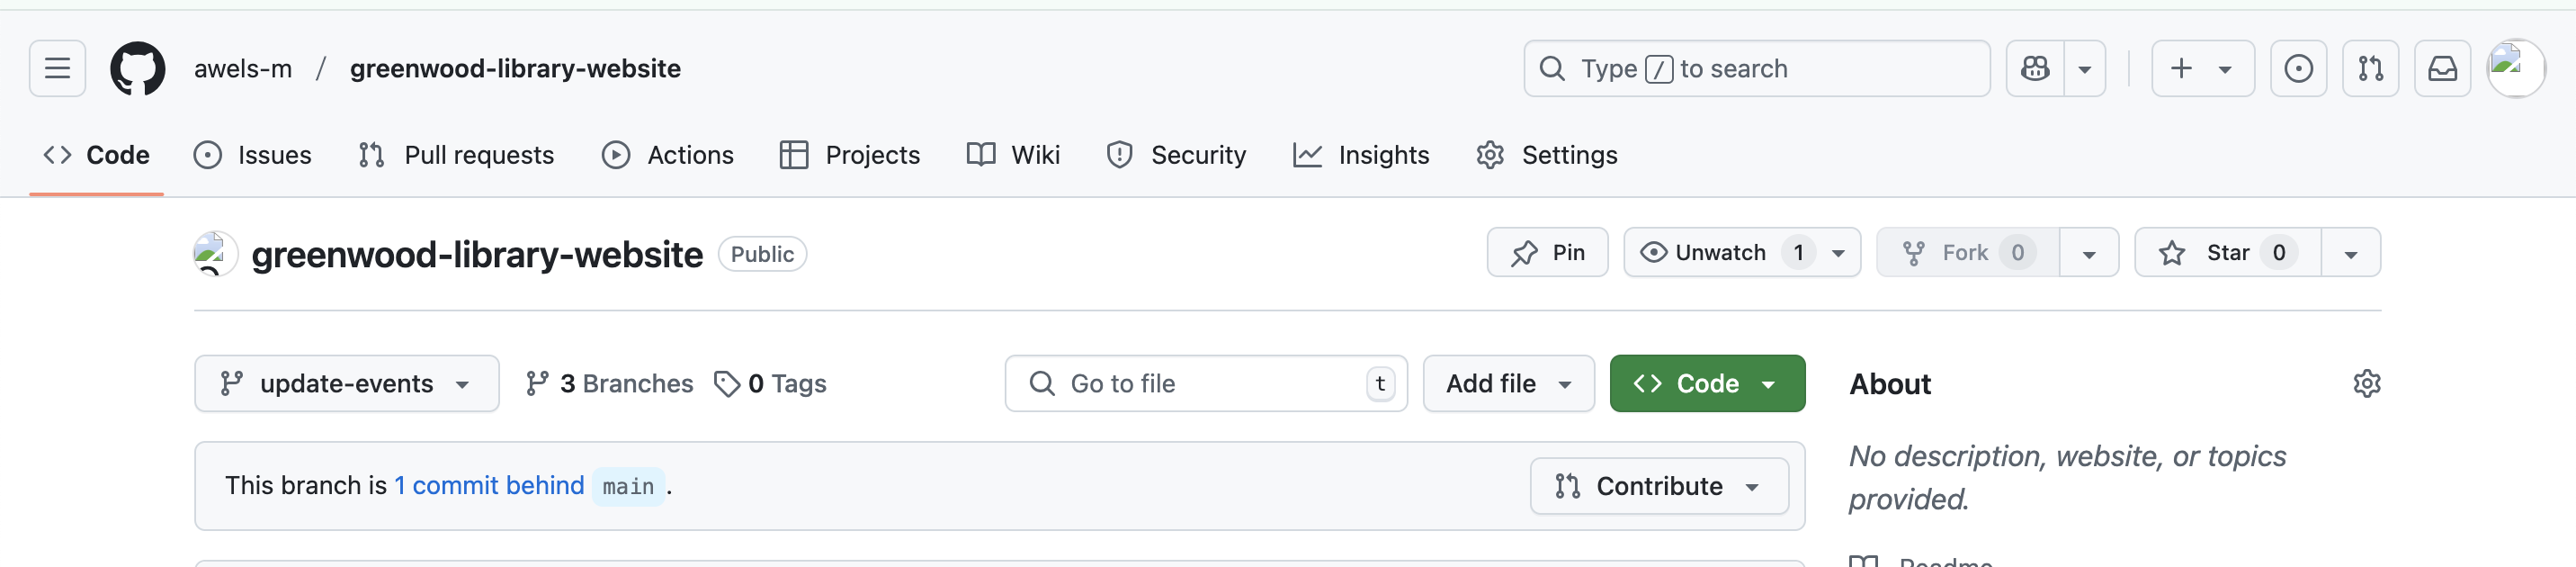 awels-m / greenwood-library-website
Type / to search
Code Issues Pull requests Actions Projects Wiki Security Insights Settings
greenwood-library-website Public
Pin Unwatch 1 Fork 0 Star 0
update-events 3 Branches 0 Tags
Go to file t Add file Code
About
This branch is 1 commit behind main .
Contribute
No description, website, or topics
provided.
Readme